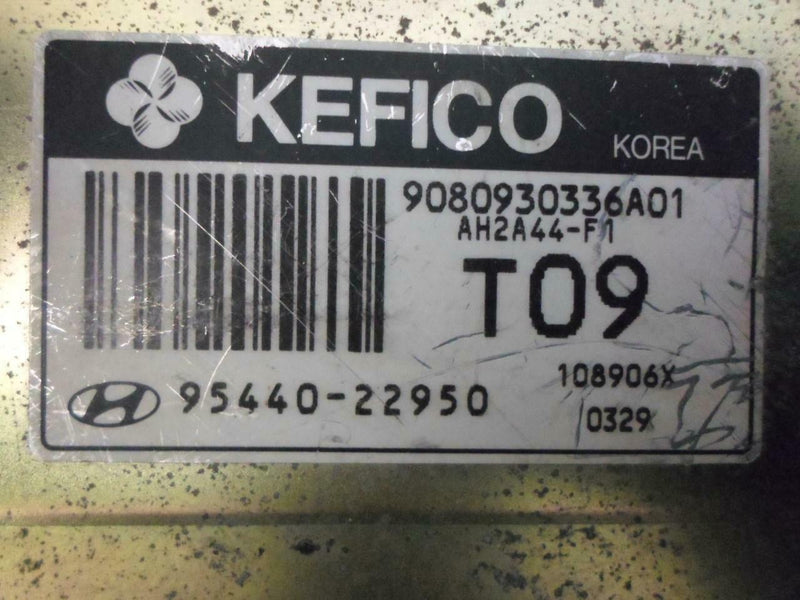 KEFICO
KOREA
9080930336A01
AH2A44-F1
T09
95440-22950
108906X
0329